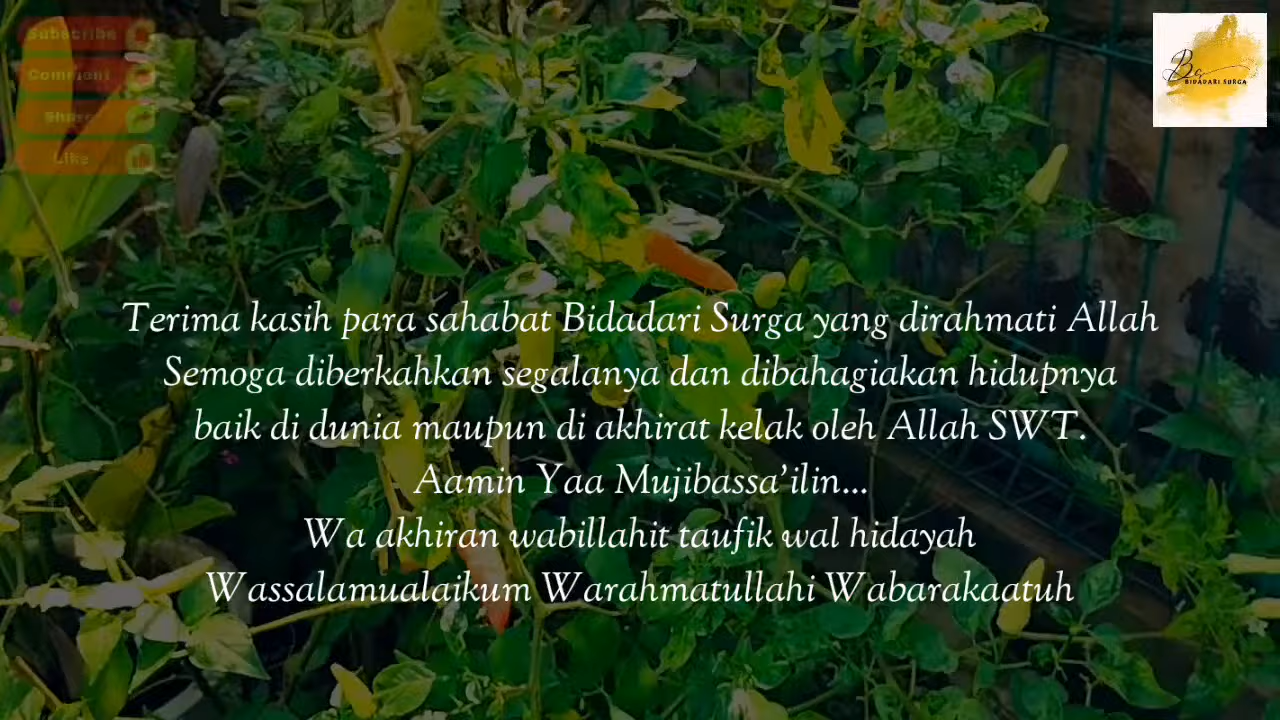 Subscribe
Comment
Share
Like
Bs
BIDADARI SURGA
Terima kasih para sahabat Bidadari Surga yang dirahmati Allah
Semoga diberkahkan segalanya dan dibahagiakan hidupnya
baik di dunia maupun di akhirat kelak oleh Allah SWT.
Aamin Yaa Mujibassa'ilin...
Wa akhiran wabillahit taufik wal hidayah
Wassalamualaikum Warahmatullahi Wabarakaatuh